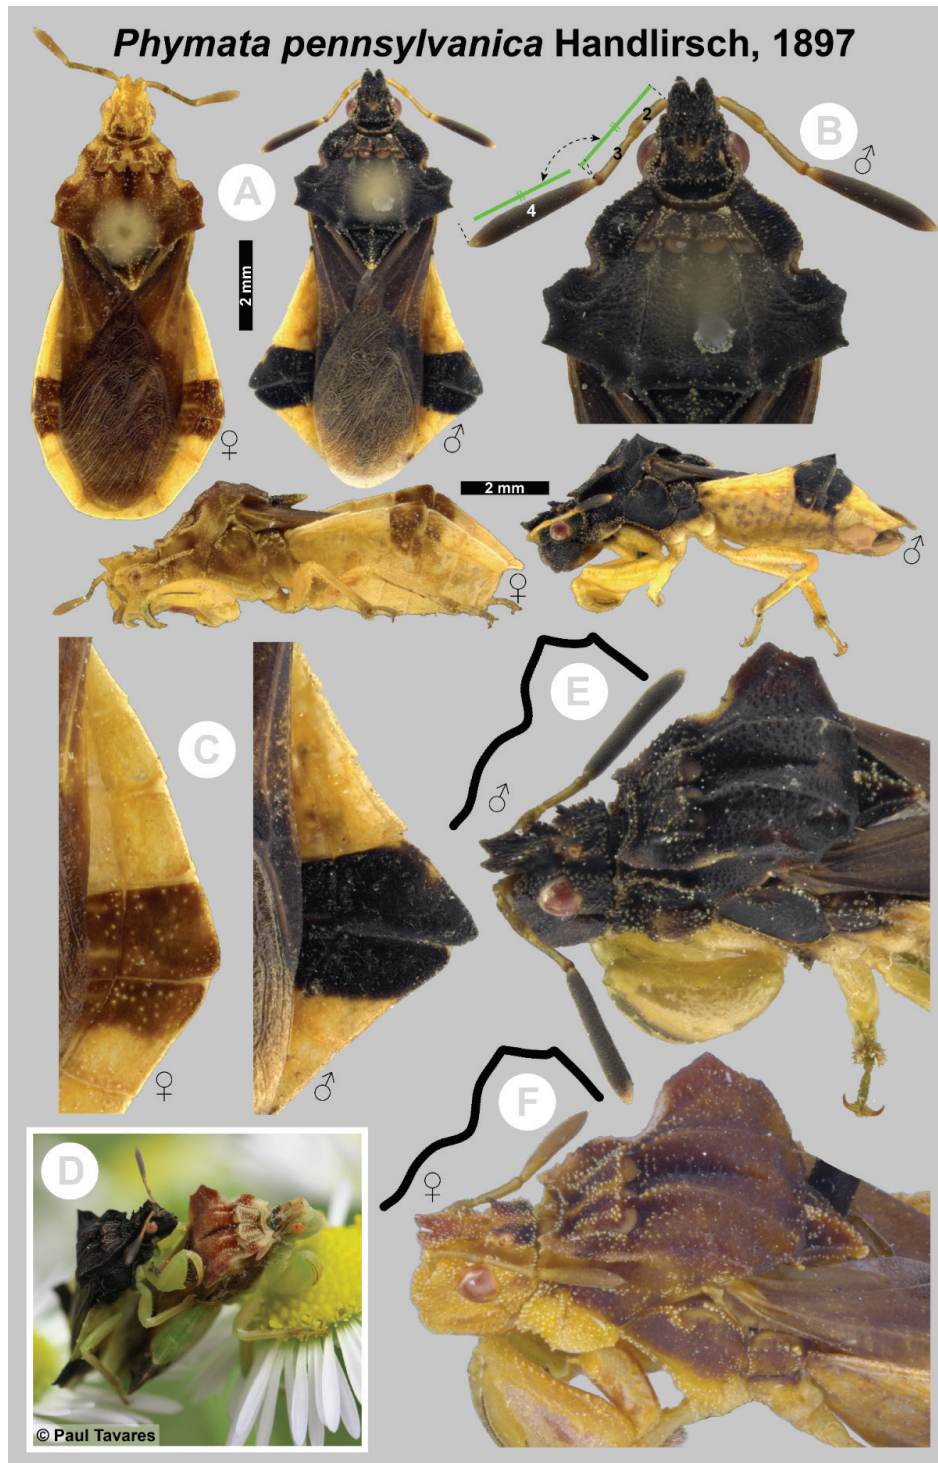 Phymata pennsylvanica Handlirsch, 1897
A
B
2
3
4
♂
2 mm
♀
♂
2 mm
♀
♂
C
E
♂
♀
♂
F
♀
D
© Paul Tavares